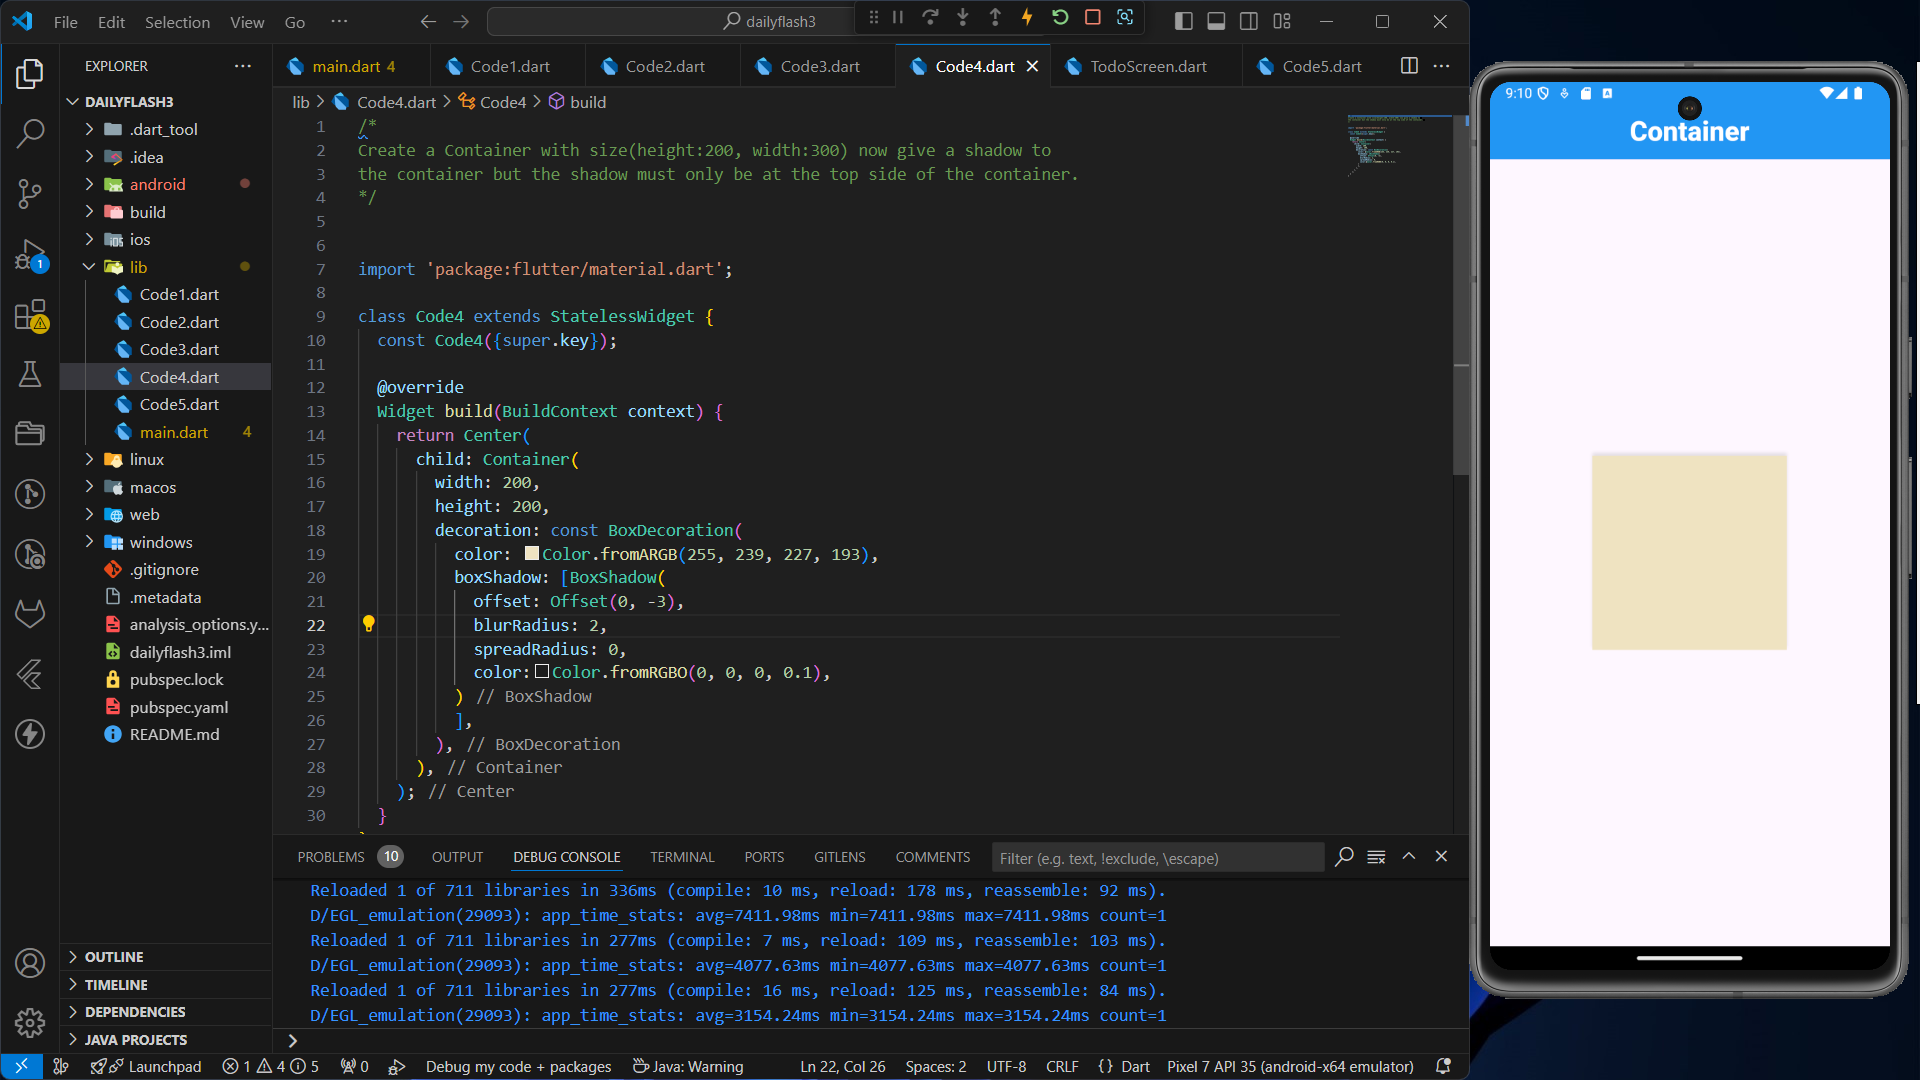 File Edit Selection View Go ··· dailyflash3
EXPLORER ···
DAILYFLASH3
.dart_tool
.idea
android
build
ios
lib
Code1.dart
Code2.dart
Code3.dart
Code4.dart
Code5.dart
main.dart 4
linux
macos
web
windows
.gitignore
.metadata
analysis_options.y...
dailyflash3.iml
pubspec.lock
pubspec.yaml
README.md
OUTLINE
TIMELINE
DEPENDENCIES
JAVA PROJECTS
1
main.dart 4 Code1.dart Code2.dart Code3.dart Code4.dart TodoScreen.dart Code5.dart ···
lib > Code4.dart > Code4 > build
1 /*
2 Create a Container with size(height:200, width:300) now give a shadow to
3 the container but the shadow must only be at the top side of the container.
4 */
5
6
7 import 'package:flutter/material.dart';
8
9 class Code4 extends StatelessWidget {
10 const Code4({super.key});
11
12 @override
13 Widget build(BuildContext context) {
14 return Center(
15 child: Container(
16 width: 200,
17 height: 200,
18 decoration: const BoxDecoration(
19 color: Color.fromARGB(255, 239, 227, 193),
20 boxShadow: [BoxShadow(
21 offset: Offset(0, -3),
22 blurRadius: 2,
23 spreadRadius: 0,
24 color: Color.fromRGBO(0, 0, 0, 0.1),
25 ) // BoxShadow
26 ],
27 ), // BoxDecoration
28 ), // Container
29 ); // Center
30 }
PROBLEMS 10 OUTPUT DEBUG CONSOLE TERMINAL PORTS GITLENS COMMENTS Filter (e.g. text, !exclude, \escape)
Reloaded 1 of 711 libraries in 336ms (compile: 10 ms, reload: 178 ms, reassemble: 92 ms).
D/EGL_emulation(29093): app_time_stats: avg=7411.98ms min=7411.98ms max=7411.98ms count=1
Reloaded 1 of 711 libraries in 277ms (compile: 7 ms, reload: 109 ms, reassemble: 103 ms).
D/EGL_emulation(29093): app_time_stats: avg=4077.63ms min=4077.63ms max=4077.63ms count=1
Reloaded 1 of 711 libraries in 277ms (compile: 16 ms, reload: 125 ms, reassemble: 84 ms).
D/EGL_emulation(29093): app_time_stats: avg=3154.24ms min=3154.24ms max=3154.24ms count=1
>
Launchpad 1 4 5 0 Debug my code + packages Java: Warning Ln 22, Col 26 Spaces: 2 UTF-8 CRLF {} Dart Pixel 7 API 35 (android-x64 emulator)
9:10
Container